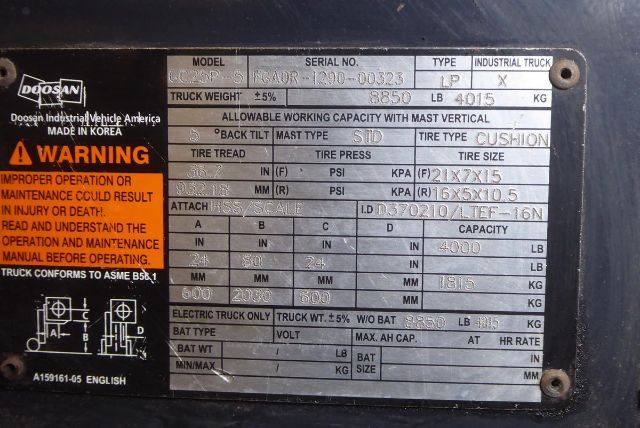 DOOSAN
Doosan Industrial Vehicle America
MADE IN KOREA
WARNING
IMPROPER OPERATION OR
MAINTENANCE COULD RESULT
IN INJURY OR DEATH.
READ AND UNDERSTAND THE
OPERATION AND MAINTENANCE
MANUAL BEFORE OPERATING.
TRUCK CONFORMS TO ASME B56.1
A C B D
A159161-05 ENGLISH
MODEL SERIAL NO. TYPE INDUSTRIAL TRUCK
GC25P-5 FGA0R-1290-00323 LP X
TRUCK WEIGHT ±5% 8850 LB 4015 KG
ALLOWABLE WORKING CAPACITY WITH MAST VERTICAL
5 °BACK TILT MAST TYPE STD TIRE TYPE CUSHION
TIRE TREAD TIRE PRESS TIRE SIZE
36.7 IN (F) PSI KPA (F) 21X7X15
932.18 MM (R) PSI KPA (R) 16X5X10.5
ATTACH HSS/SCALE I.D D370210/LTEF-16N
A B C D CAPACITY
IN IN IN IN 4000 LB
24 80 24
MM MM MM MM 1815 KG
600 2030 600
ELECTRIC TRUCK ONLY TRUCK WT. ±5% W/O BAT 8850 LB 4015 KG
BAT TYPE VOLT MAX. AH CAP. AT HR RATE
BAT WT / LB BAT SIZE IN
MIN/MAX / KG MM